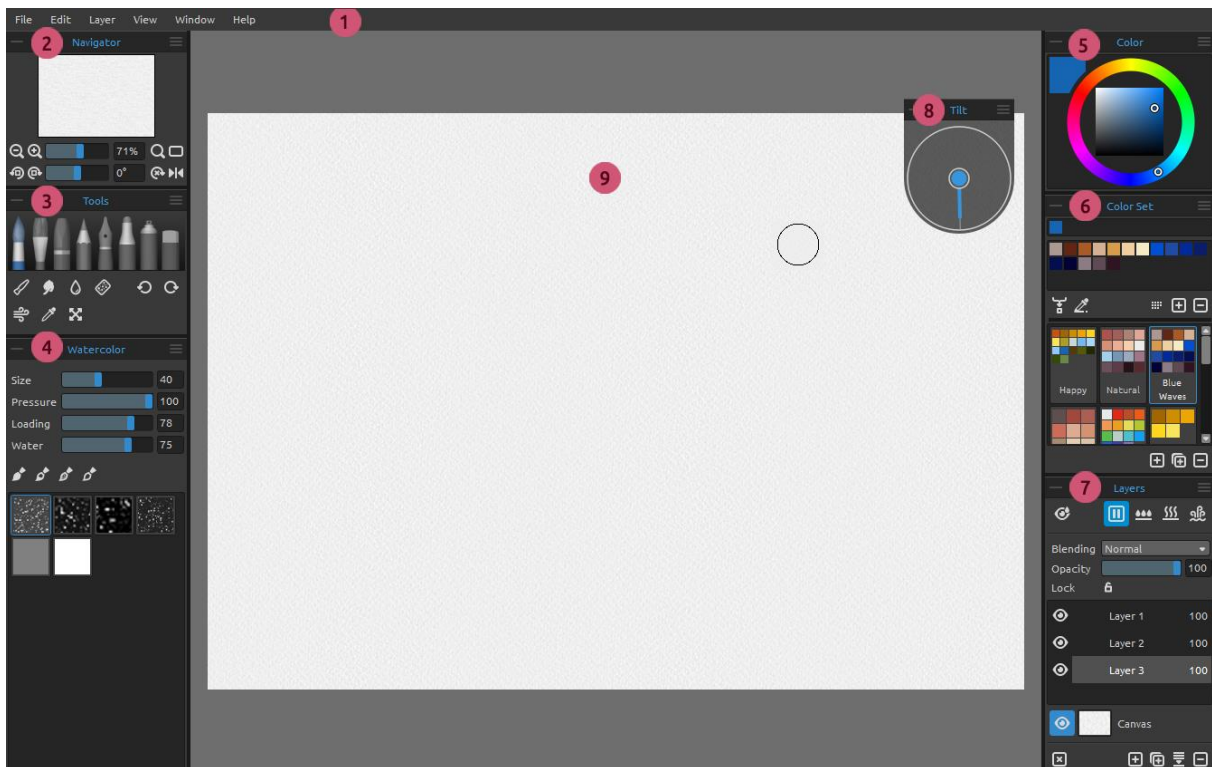 File Edit Layer View Window Help
1
2 Navigator
71%
0°
3 Tools
4 Watercolor
Size 40
Pressure 100
Loading 78
Water 75
9
8 Tilt
5 Color
6 Color Set
Happy Natural Blue Waves
7 Layers
Blending Normal
Opacity 100
Lock
Layer 1 100
Layer 2 100
Layer 3 100
Canvas